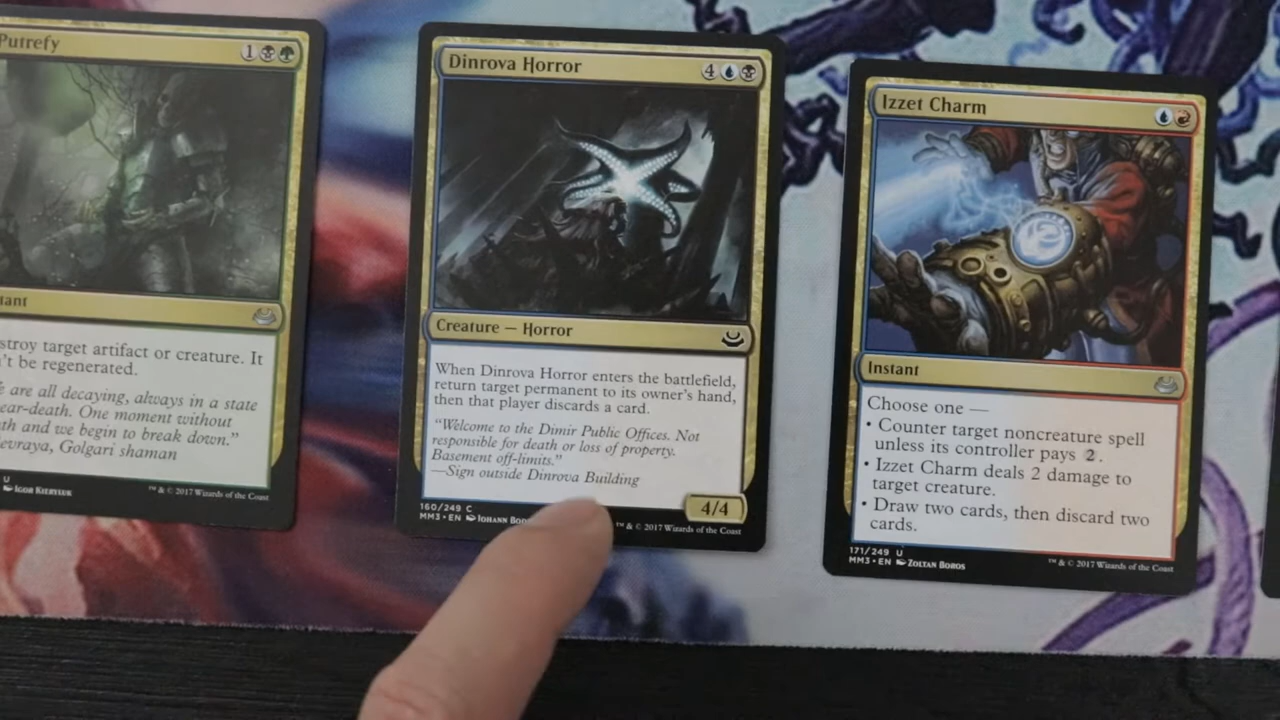 Putrefy
1
tant
stroy target artifact or creature. It
n't be regenerated.
e are all decaying, always in a state
ear-death. One moment without
th and we begin to break down."
evraya, Golgari shaman
U
IGOR KIERYLUK
™ & © 2017 Wizards of the Coast
Dinrova Horror
4
Creature — Horror
When Dinrova Horror enters the battlefield,
return target permanent to its owner's hand,
then that player discards a card.
"Welcome to the Dimir Public Offices. Not
responsible for death or loss of property.
Basement off-limits."
—Sign outside Dinrova Building
4/4
160/249 C
MM3 • EN JOHANN BOD
™ & © 2017 Wizards of the Coast
Izzet Charm
Instant
Choose one —
• Counter target noncreature spell
unless its controller pays 2.
• Izzet Charm deals 2 damage to
target creature.
• Draw two cards, then discard two
cards.
171/249 U
MM3 • EN ZOLTAN BOROS
™ & © 2017 Wizards of the Coast